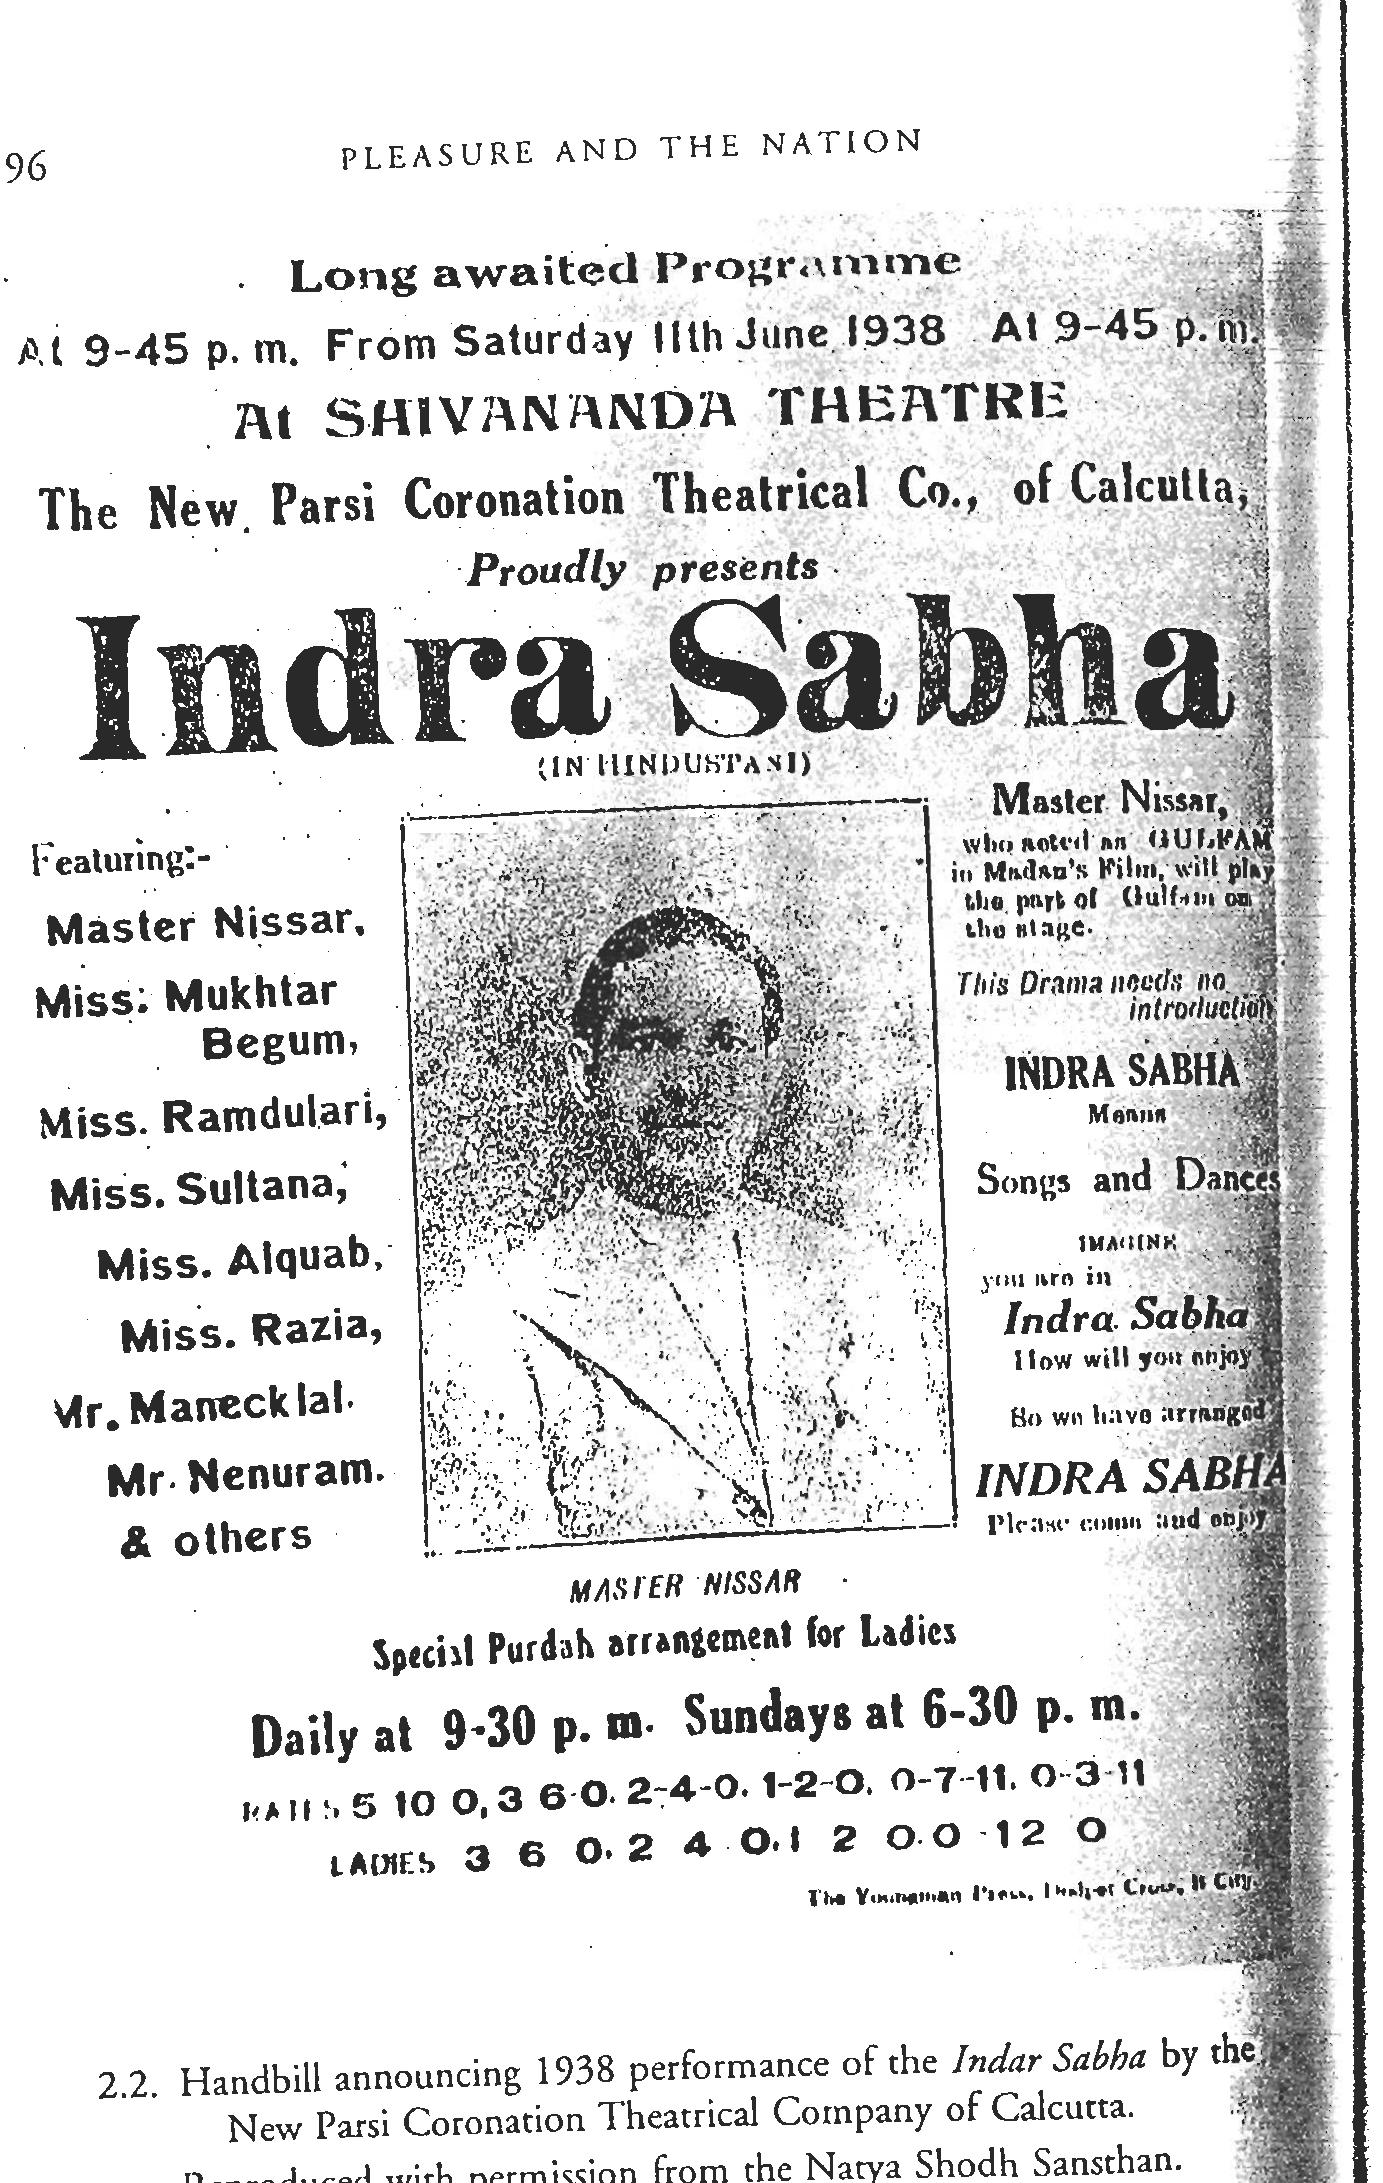 96
PLEASURE AND THE NATION
Long awaited Programme
At 9-45 p. m. From Saturday 11th June 1938 At 9-45 p. m.
At SHIVANANDA THEATRE
The New Parsi Coronation Theatrical Co., of Calcutta,
Proudly presents
Indra Sabha
(IN HINDUSTANI)
Featuring:-
Master Nissar,
Miss: Mukhtar
Begum,
Miss. Ramdulari,
Miss. Sultana,
Miss. Alquab,
Miss. Razia,
Mr. Manecklal.
Mr. Nenuram.
& others
Master Nissar,
who acted as GULFAM
in Madan's Film, will play
the part of Gulfam on
the stage.
This Drama needs no
introduction
INDRA SABHA
Means
Songs and Dances
IMAGINE
you are in
Indra Sabha
How will you enjoy
So we have arranged
INDRA SABHA
Please come and enjoy
MASTER NISSAR
Special Purdah arrangement for Ladies
Daily at 9-30 p. m. Sundays at 6-30 p. m.
RATES 5 10 0, 3 6-0. 2-4-0. 1-2-0. 0-7-11. 0-3-11
LADIES 3 6 0. 2 4 0. 1 2 0. 0 -12 0
The Youngman Press, City.
2.2. Handbill announcing 1938 performance of the Indar Sabha by the
New Parsi Coronation Theatrical Company of Calcutta.
Reproduced with permission from the Natya Shodh Sansthan.